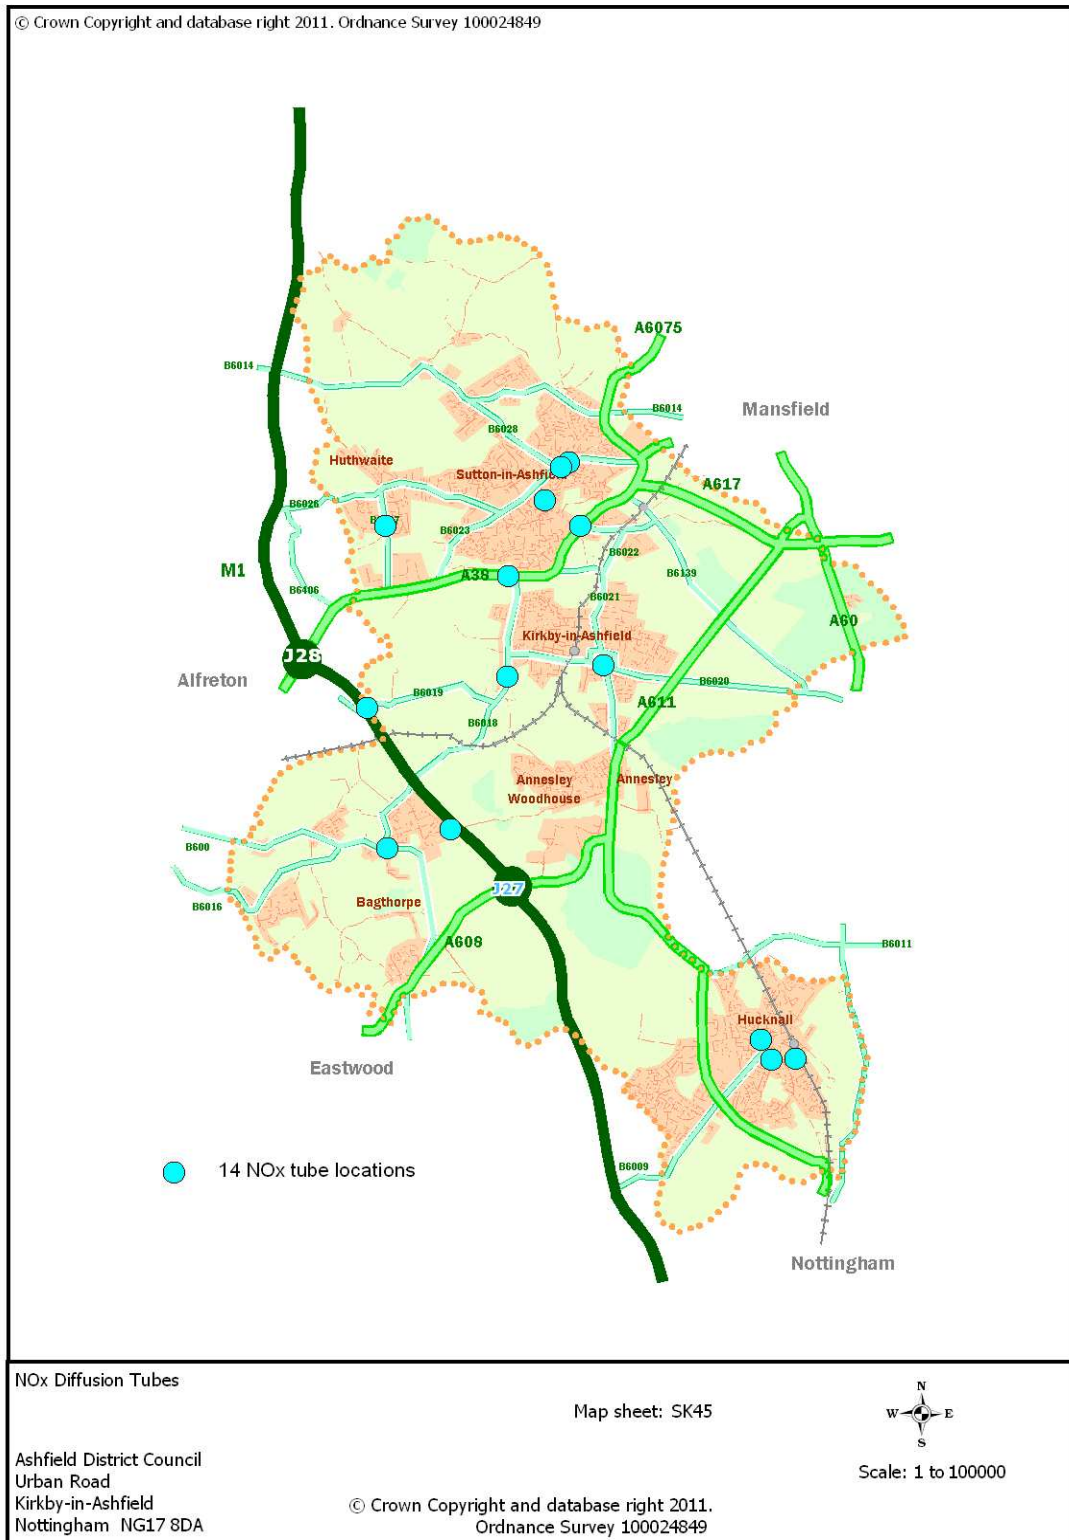 © Crown Copyright and database right 2011. Ordnance Survey 100024849
A6075
B6014
B6014
Mansfield
B6028
Huthwaite
Sutton-in-Ashfield
A617
B6026
B6023
B6022
M1
A38
B6139
B6406
B6021
A60
Kirkby-in-Ashfield
J28
Alfreton
B6019
B6020
A611
B6018
Annesley
Woodhouse
Annesley
B600
J27
B6016
Bagthorpe
A608
B6011
Hucknall
Eastwood
14 NOx tube locations
B6009
Nottingham
NOx Diffusion Tubes
Map sheet: SK45
N
W E
S
Scale: 1 to 100000
Ashfield District Council
Urban Road
Kirkby-in-Ashfield
Nottingham NG17 8DA
© Crown Copyright and database right 2011.
Ordnance Survey 100024849